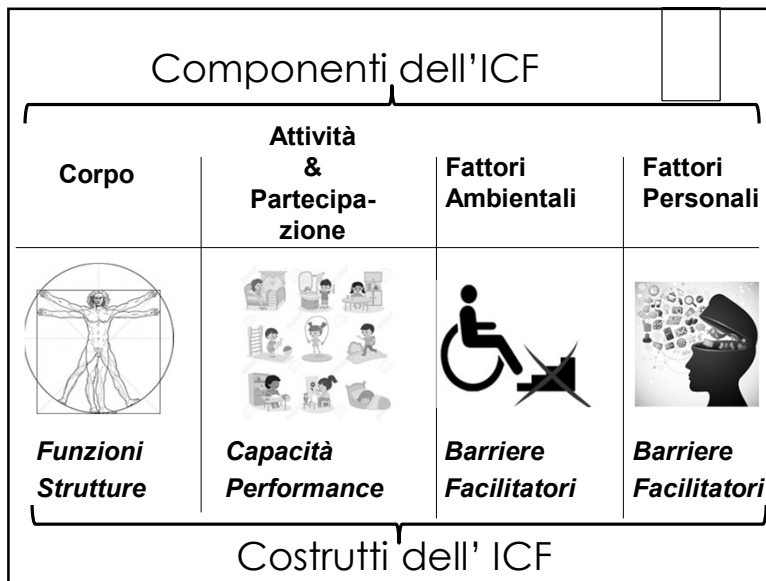 Componenti dell'ICF
Corpo
Attività
&
Partecipa-
zione
Fattori
Ambientali
Fattori
Personali
Funzioni
Strutture
Capacità
Performance
Barriere
Facilitatori
Barriere
Facilitatori
Costrutti dell' ICF